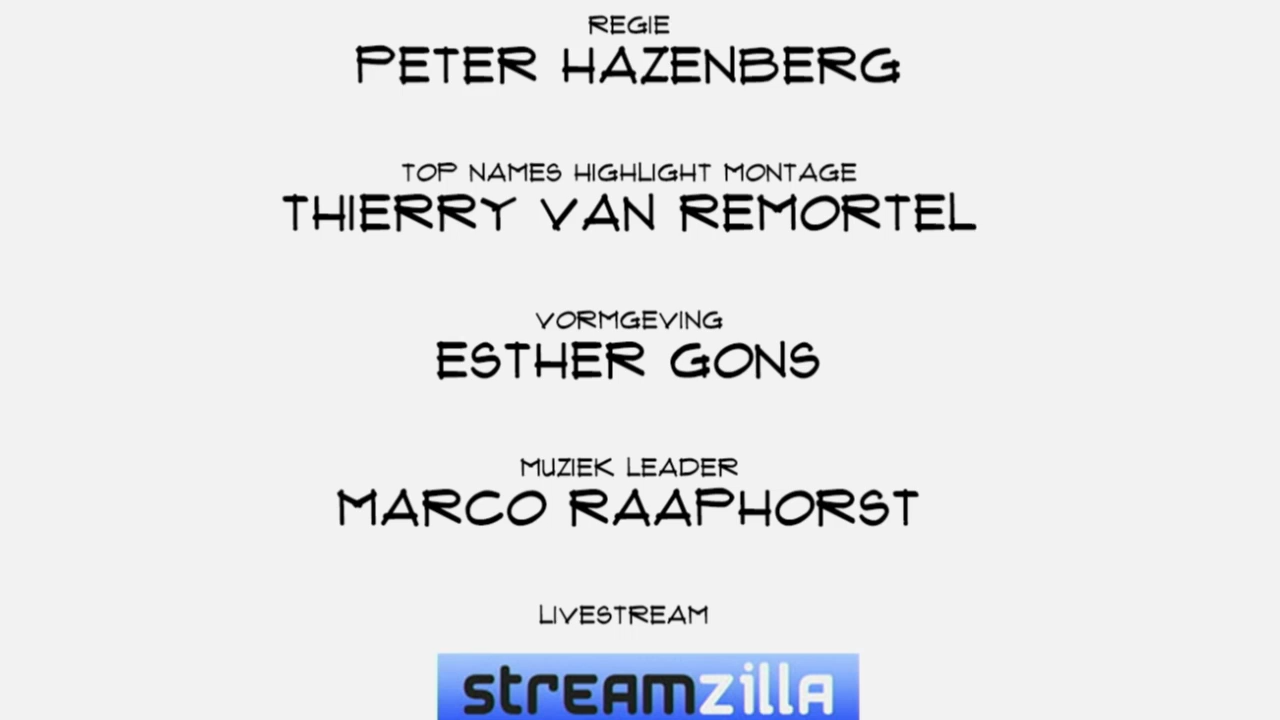 REGIE
PETER HAZENBERG
TOP NAMES HIGHLIGHT MONTAGE
THIERRY VAN REMORTEL
VORMGEVING
ESTHER GONS
MUZIEK LEADER
MARCO RAAPHORST
LIVESTREAM
streamzilla